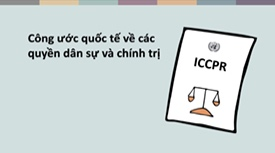 Công ước quốc tế về các
quyền dân sự và chính trị
ICCPR